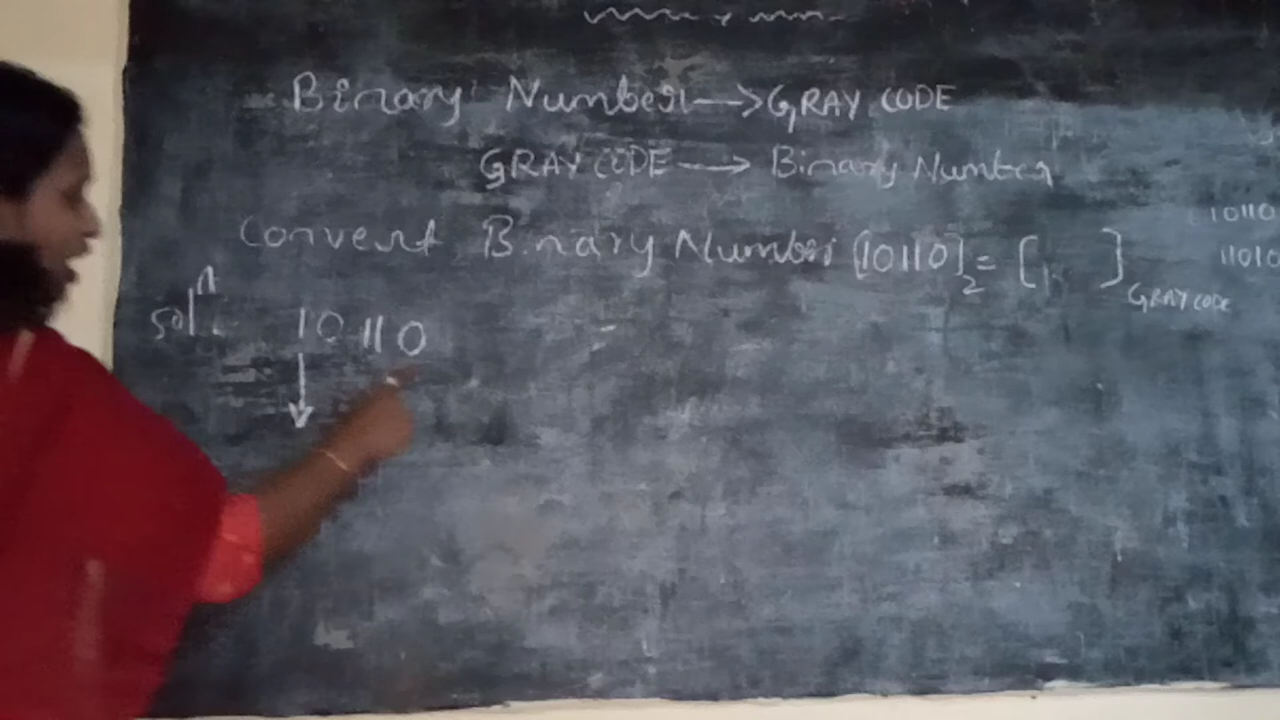 Binary Number → GRAY CODE
GRAY CODE → Binary Number
Convert Binary Number [10110]₂ = [ ]GRAY CODE
10110
11010
Solⁿ 10110